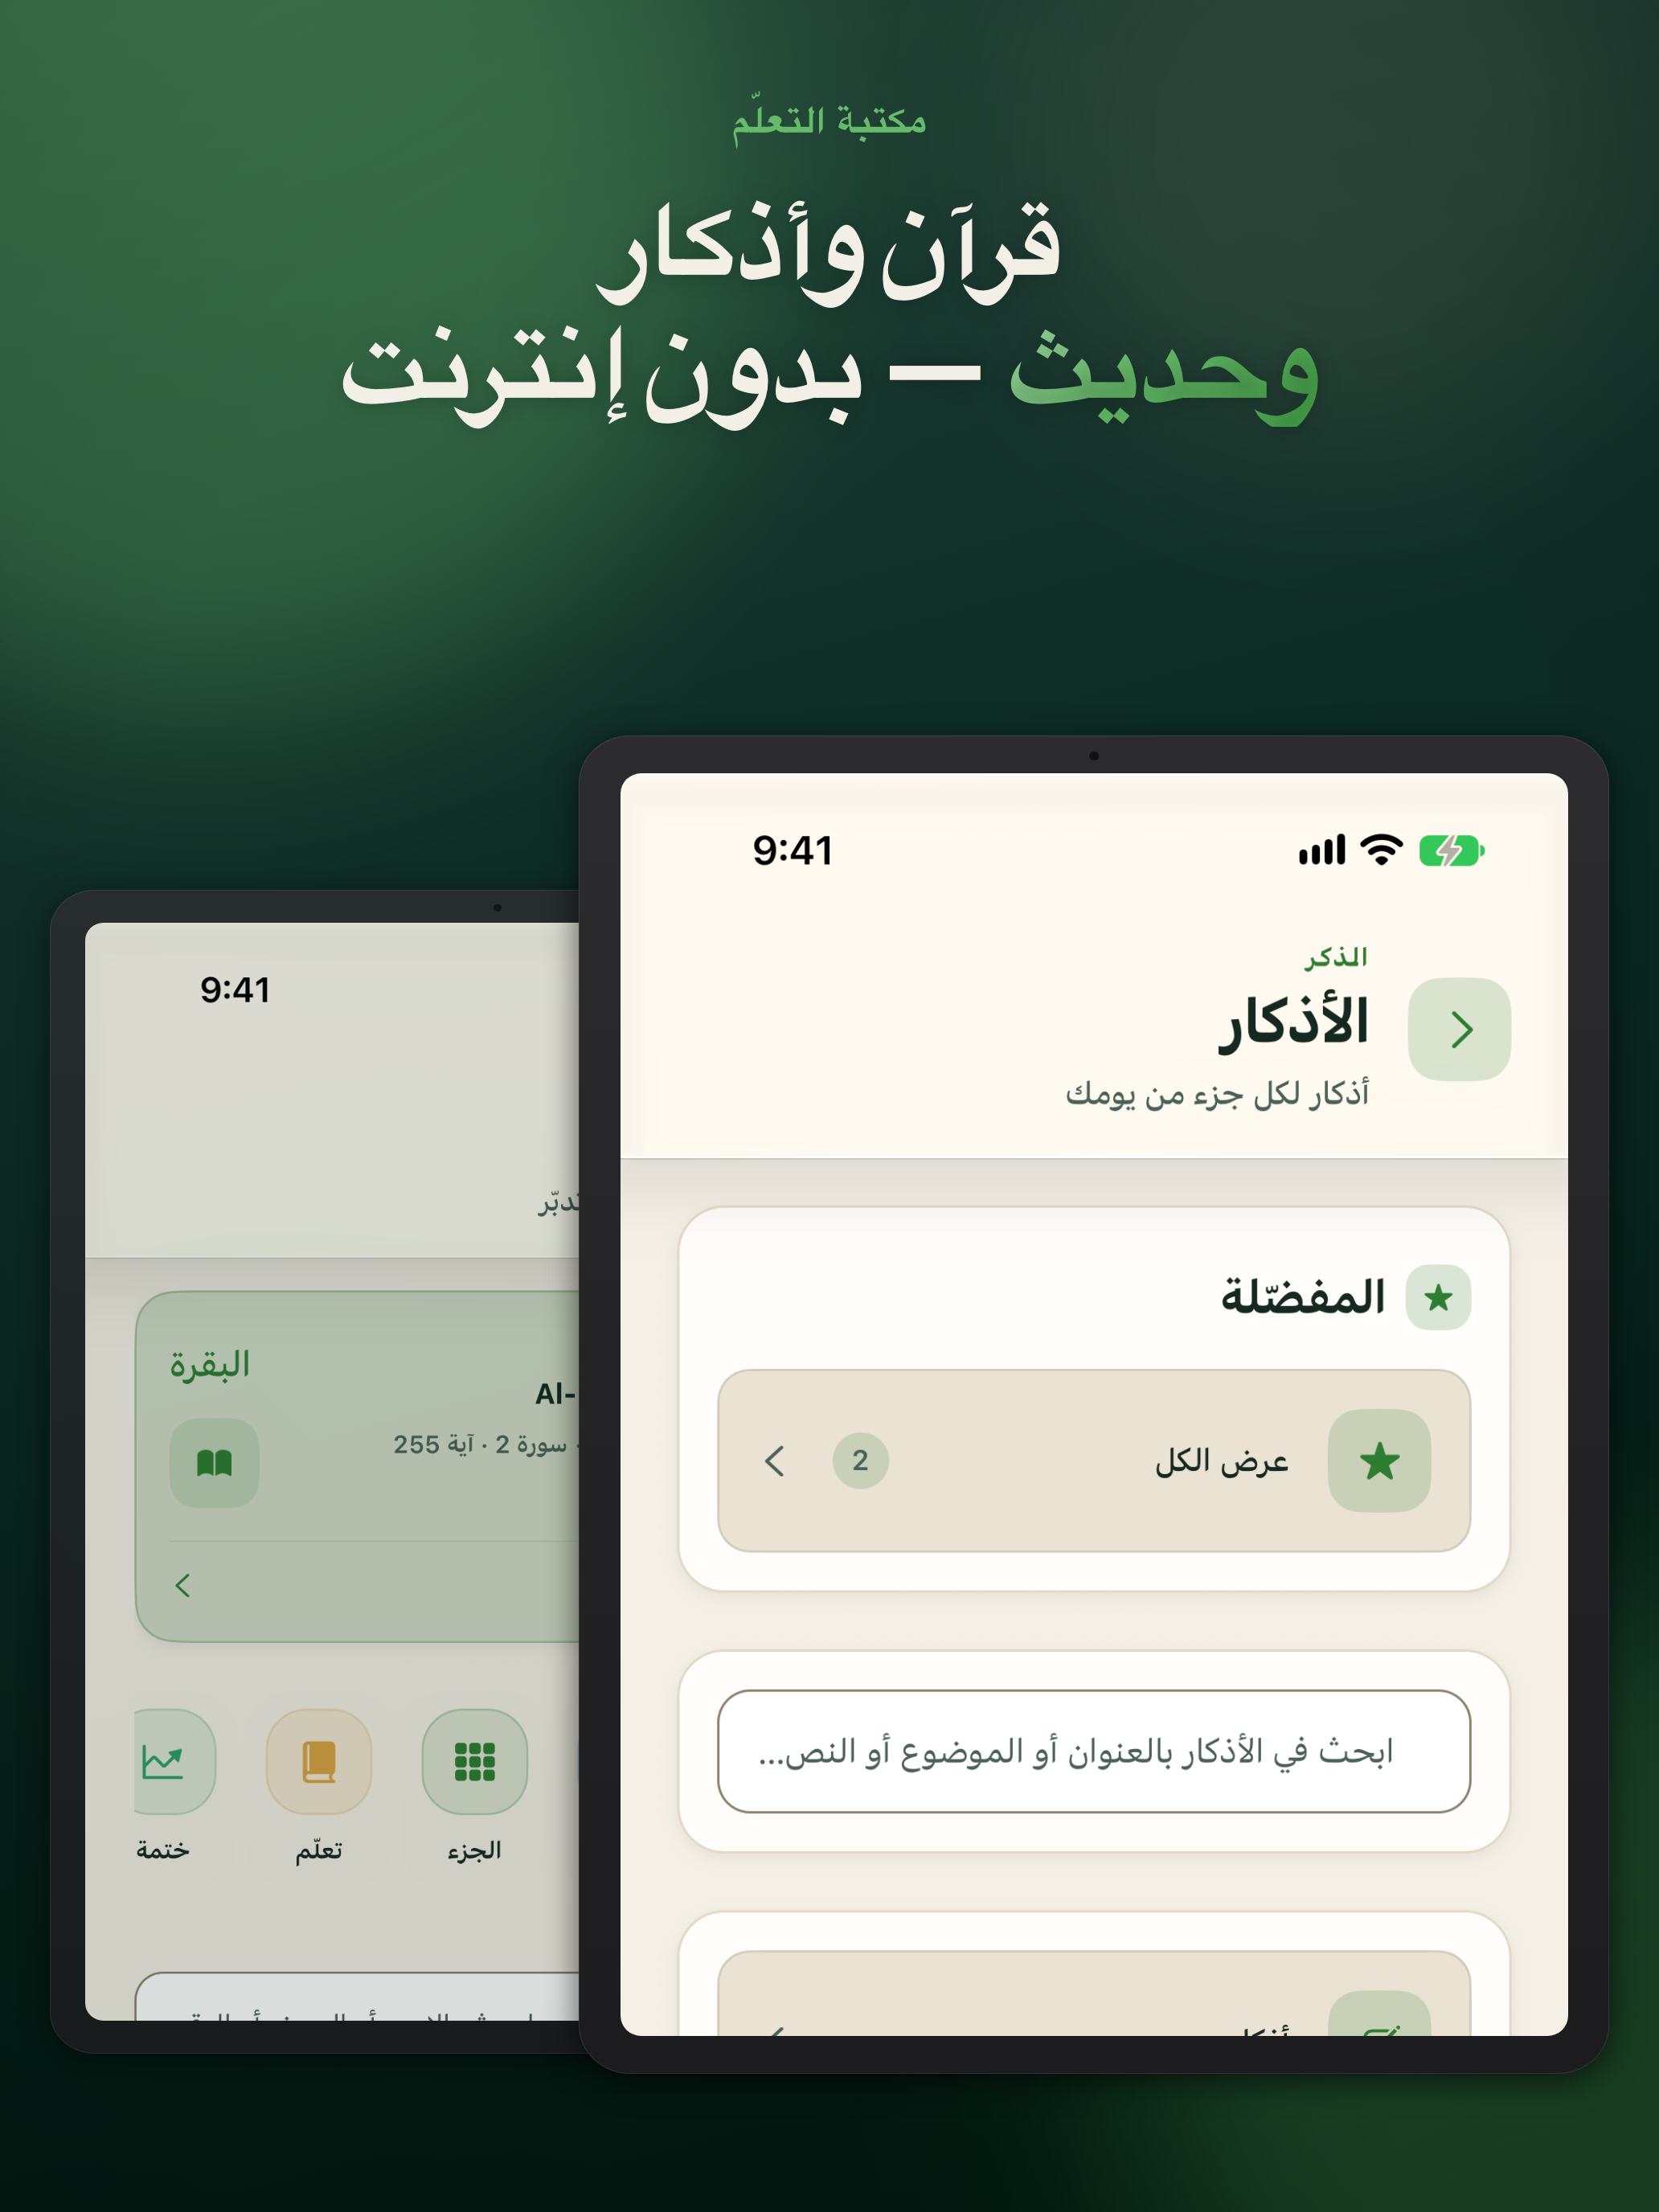 مكتبة التعلّم
قرآن وأذكار
وحديث — بدون إنترنت
9:41
الذكر
الأذكار
أذكار لكل جزء من يومك
المفضّلة
عرض الكل
2
ابحث في الأذكار بالعنوان أو الموضوع أو النص...
9:41
البقرة
Al-
سورة 2 · آية 255
الجزء
تعلّم
ختمة